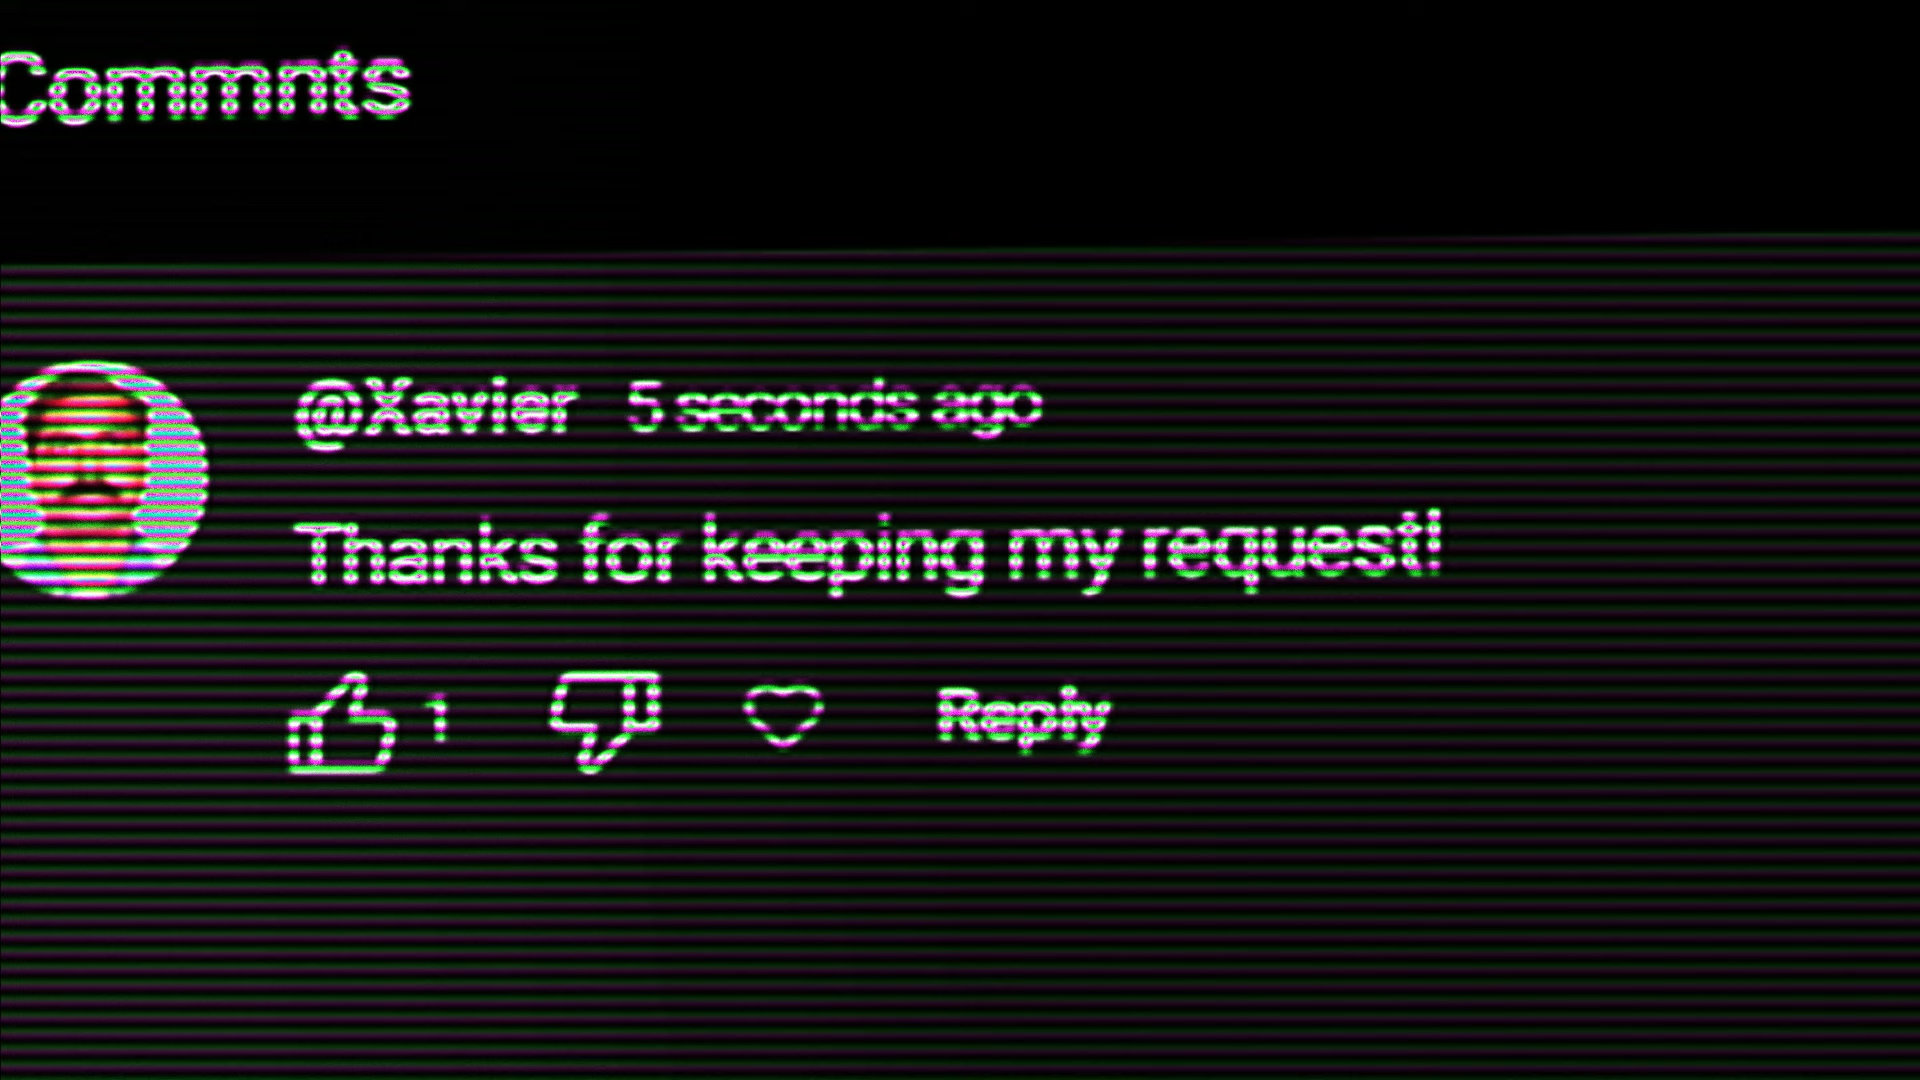 Commnts
@Xavier 5 seconds ago
Thanks for keeping my request!
1
Reply